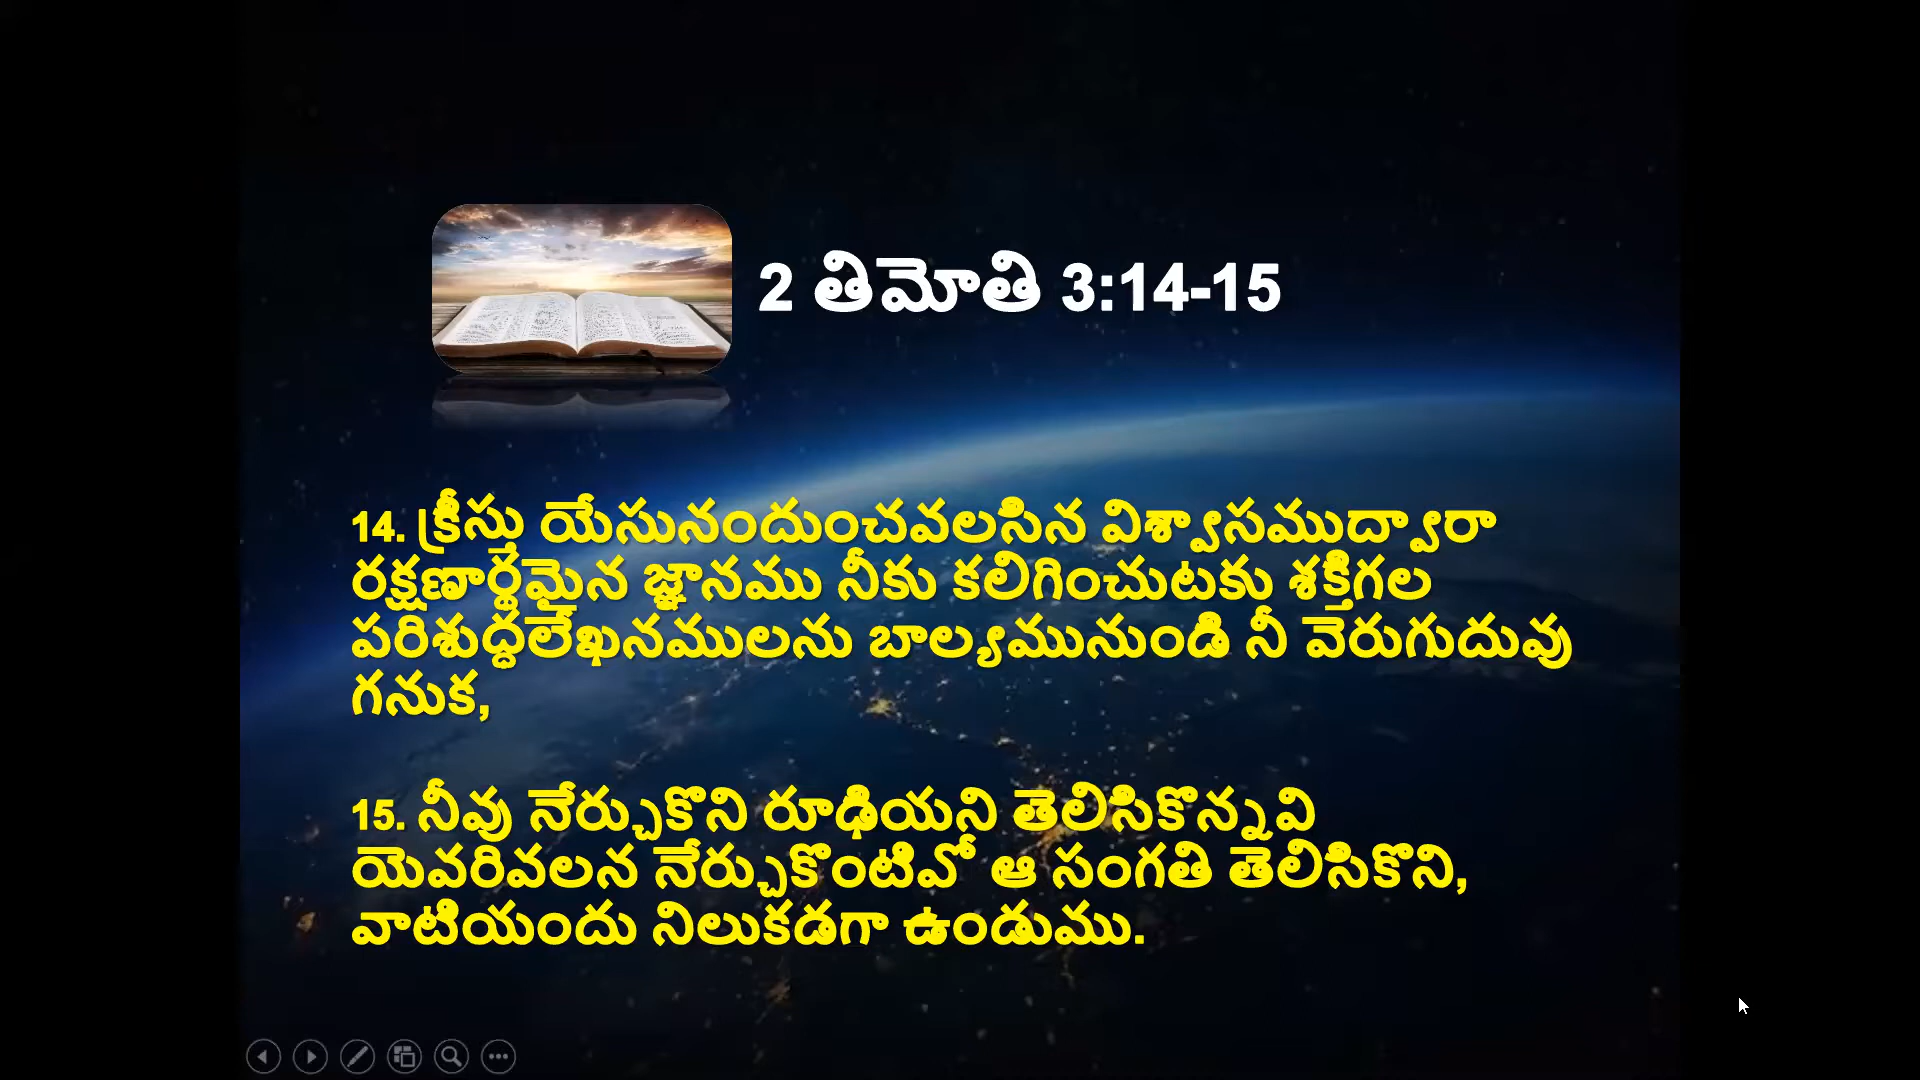 2 తిమోతి 3:14-15
14. క్రీస్తు యేసునందుంచవలసిన విశ్వాసముద్వారా
రక్షణార్థమైన జ్ఞానము నీకు కలిగించుటకు శక్తిగల
పరిశుద్ధలేఖనములను బాల్యమునుండి నీ వెరుగుదువు
గనుక,
15. నీవు నేర్చుకొని రూఢియని తెలిసికొన్నవి
యెవరివలన నేర్చుకొంటివో ఆ సంగతి తెలిసికొని,
వాటియందు నిలుకడగా ఉండుము.